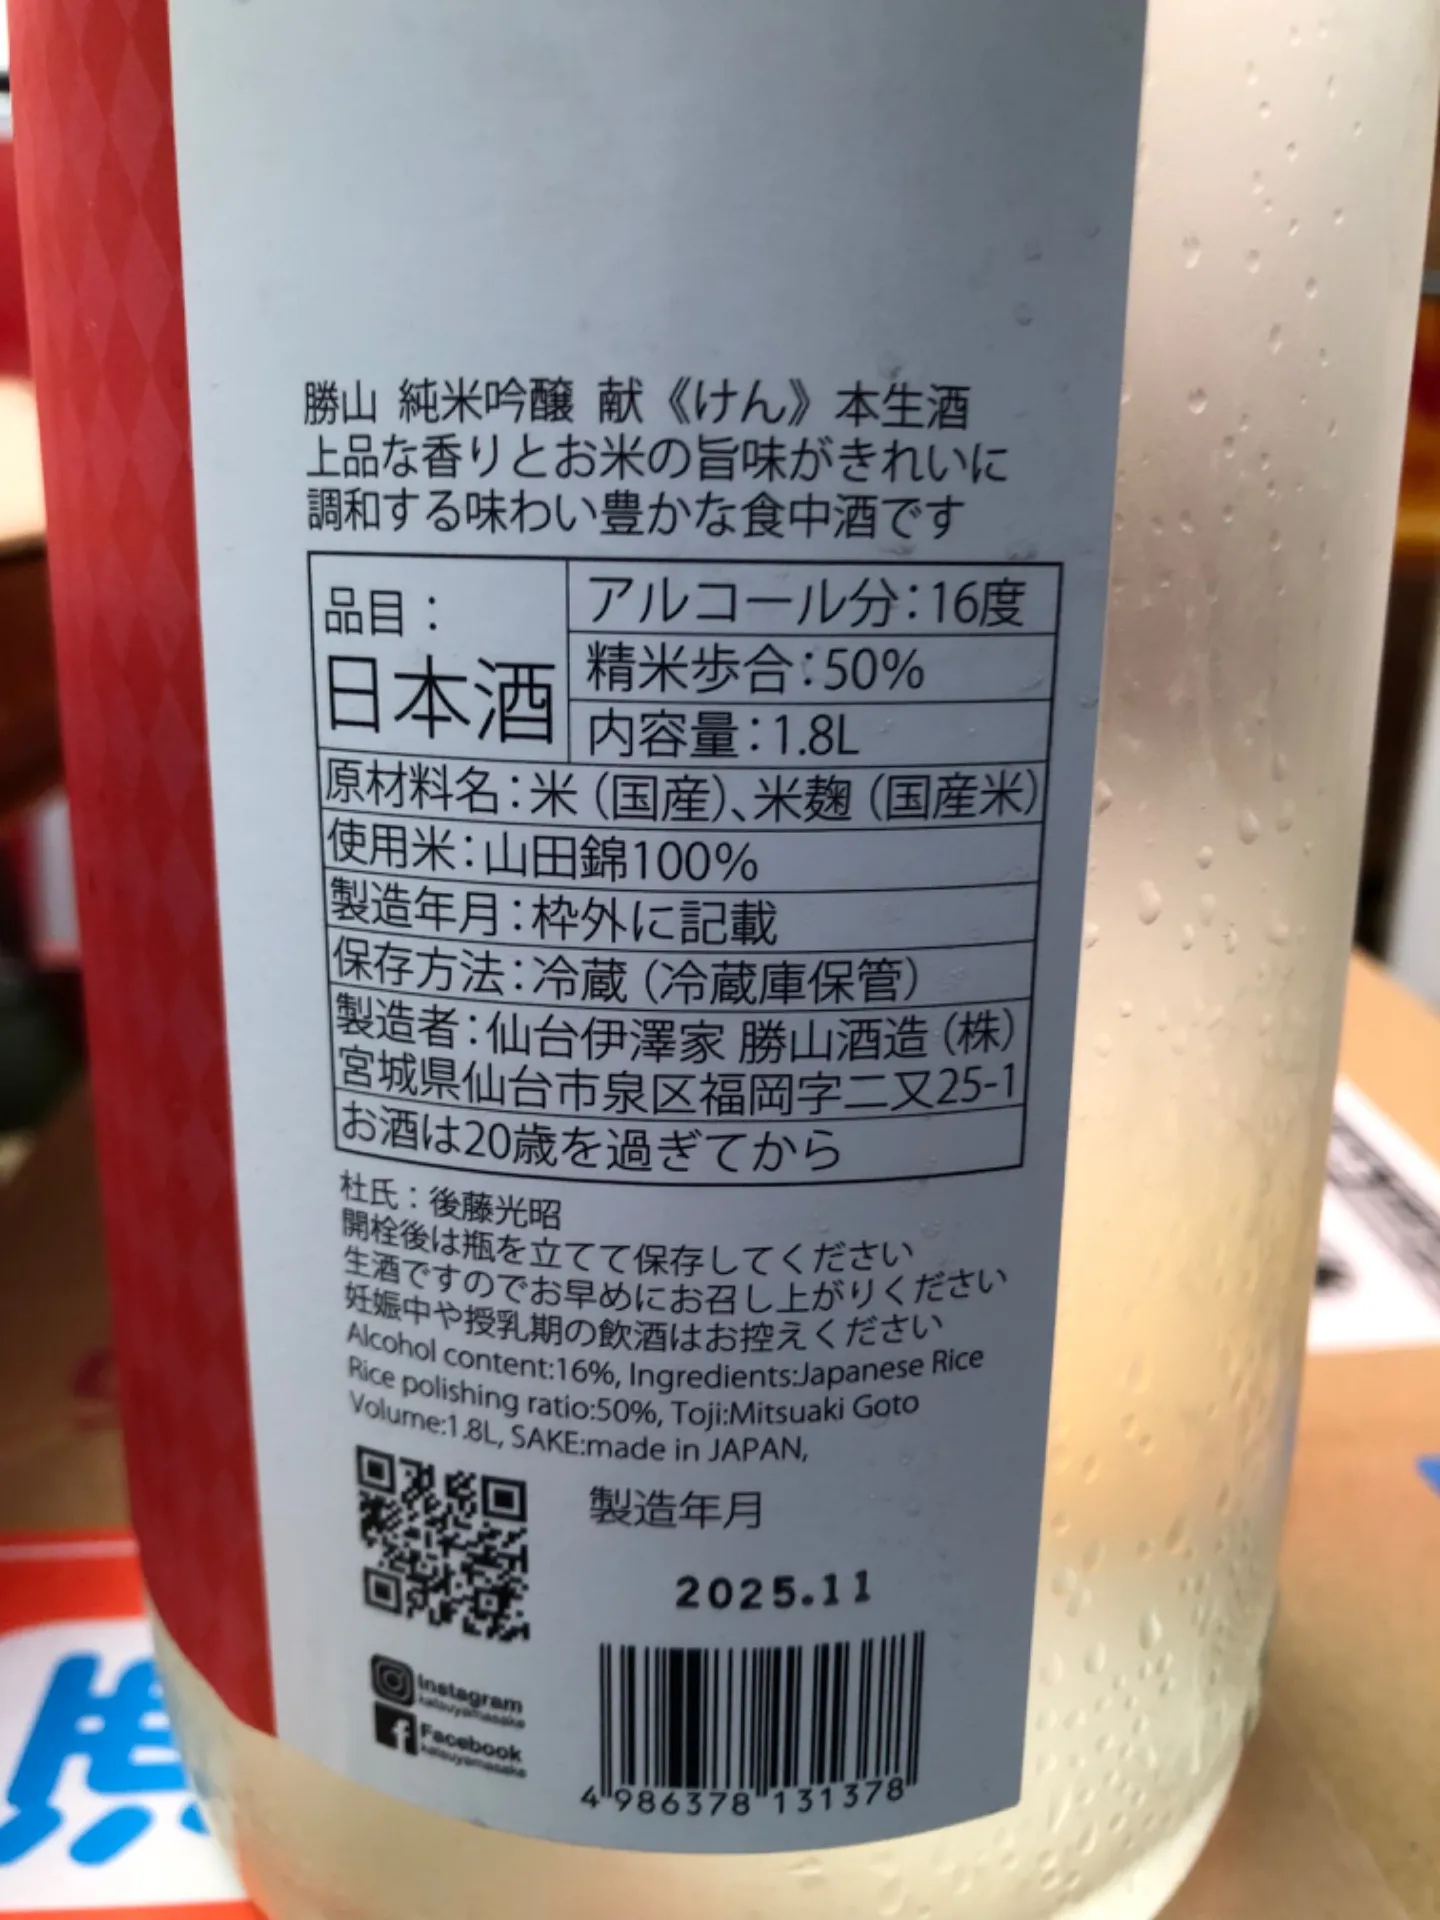 勝山 純米吟醸 献《けん》本生酒
上品な香りとお米の旨味がきれいに
調和する味わい豊かな食中酒です
品目：
日本酒
アルコール分：16度
精米歩合：50%
内容量：1.8L
原材料名：米（国産）、米麹（国産米）
使用米：山田錦100%
製造年月：枠外に記載
保存方法：冷蔵（冷蔵庫保管）
製造者：仙台伊澤家 勝山酒造（株）
宮城県仙台市泉区福岡字二又25-1
お酒は20歳を過ぎてから
杜氏：後藤光昭
開栓後は瓶を立てて保存してください
生酒ですのでお早めにお召し上がりください
妊娠中や授乳期の飲酒はお控えください
Alcohol content:16%, Ingredients:Japanese Rice
Rice polishing ratio:50%, Toji:Mitsuaki Goto
Volume:1.8L, SAKE:made in JAPAN,
製造年月
2025.11
Instagram
katsuyamasake
Facebook
katsuyamasake
4 986378 131378